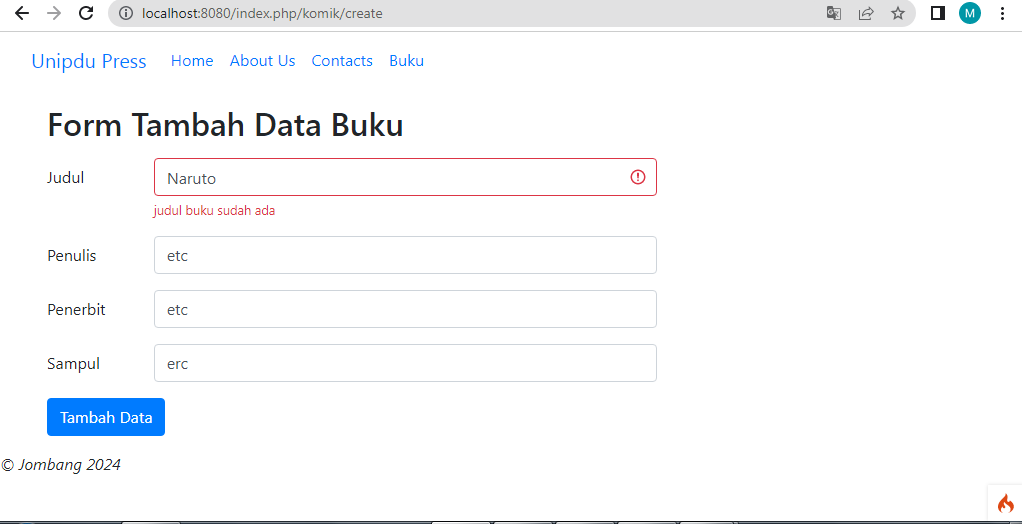 localhost:8080/index.php/komik/create
M
Unipdu Press Home About Us Contacts Buku
Form Tambah Data Buku
Judul Naruto
judul buku sudah ada
Penulis etc
Penerbit etc
Sampul erc
Tambah Data
© Jombang 2024